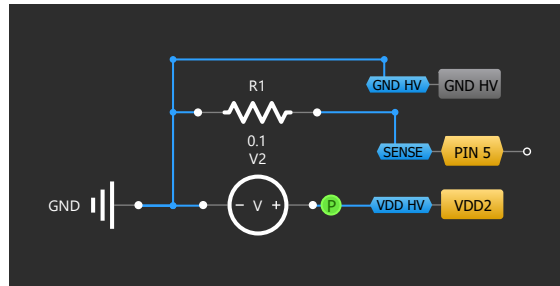 R1
GND HV
GND HV
0.1
V2
SENSE
PIN 5
GND
− V +
P
VDD HV
VDD2